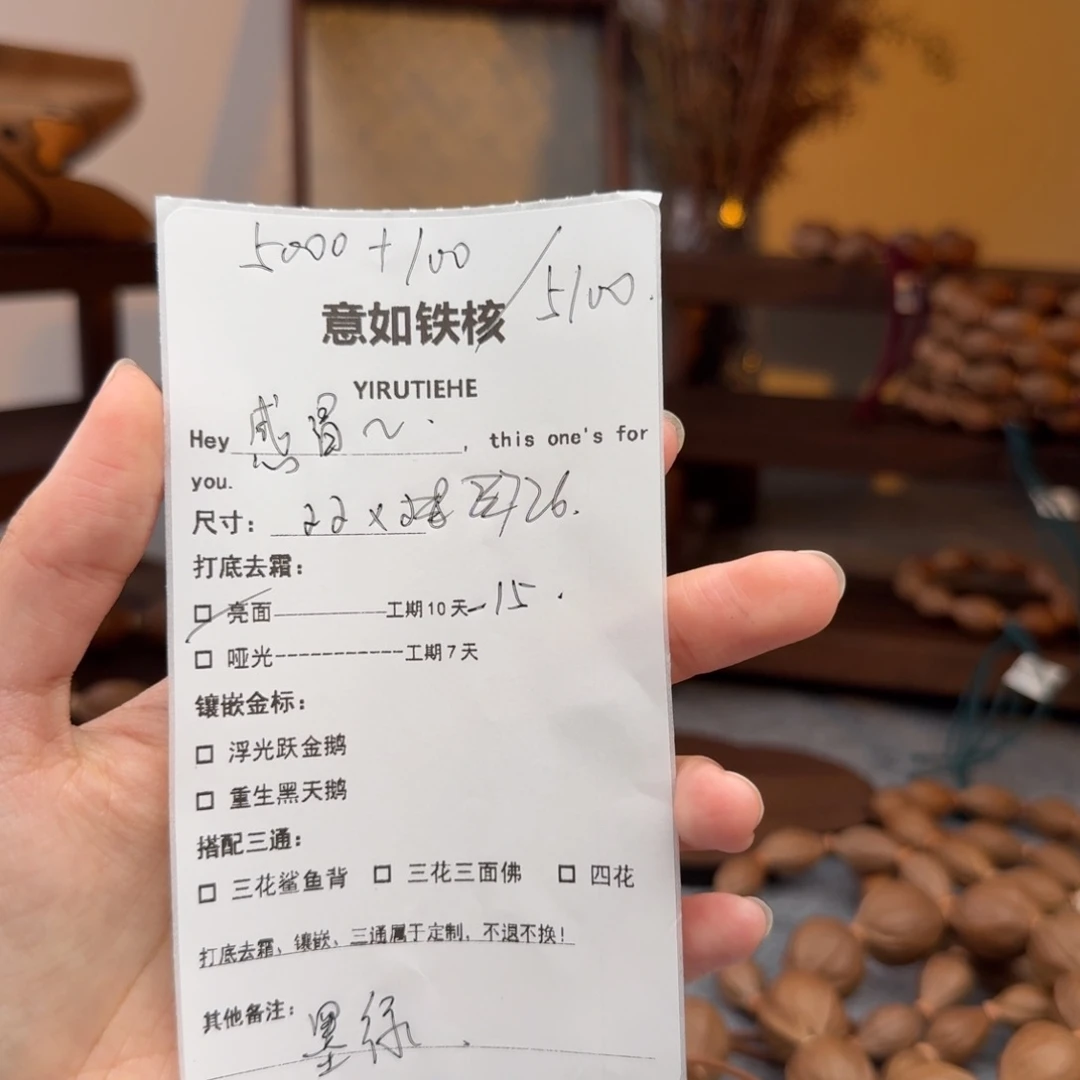 5000 + 100 / 5100.
意如铁核
YIRUTIEHE
Hey 感冒~., this one's for
you.
尺寸: 22 x 26.
打底去霜:
□ 亮面————工期10天-15.
□ 哑光-----------工期7天
镶嵌金标:
□ 浮光跃金鹅
□ 重生黑天鹅
搭配三通:
□ 三花鲨鱼背 □ 三花三面佛 □ 四花
打底去霜、镶嵌、三通属于定制，不退不换!
其他备注: 墨绿.